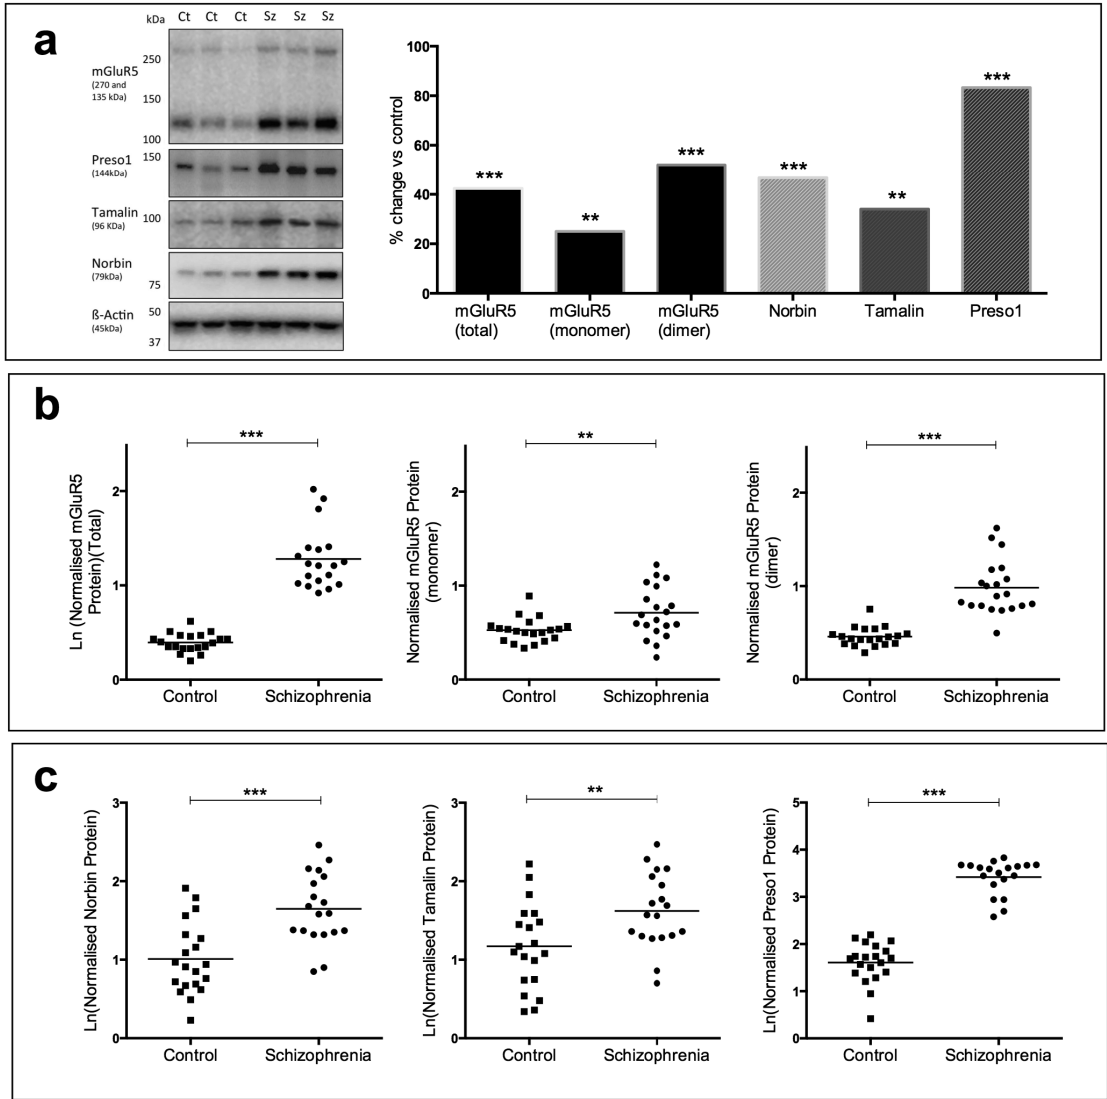 a
kDa Ct Ct Ct Sz Sz Sz
mGluR5
(270 and
135 kDa)
250
150
100
Preso1
(144kDa)
150
Tamalin
(96 KDa)
100
Norbin
(79kDa)
75
ß-Actin
(45kDa)
50
37
% change vs control
100
80
60
40
20
0
*** ** *** *** ** ***
mGluR5
(total)
mGluR5
(monomer)
mGluR5
(dimer)
Norbin
Tamalin
Preso1
b
Ln (Normalised mGluR5
Protein)(Total)
2
1
0
***
Control Schizophrenia
Normalised mGluR5 Protein
(monomer)
2
1
0
**
Control Schizophrenia
Normalised mGluR5 Protein
(dimer)
2
1
0
***
Control Schizophrenia
c
Ln(Normalised Norbin Protein)
3
2
1
0
***
Control Schizophrenia
Ln(Normalised Tamalin Protein)
3
2
1
0
**
Control Schizophrenia
Ln(Normalised Preso1 Protein)
5
4
3
2
1
0
***
Control Schizophrenia